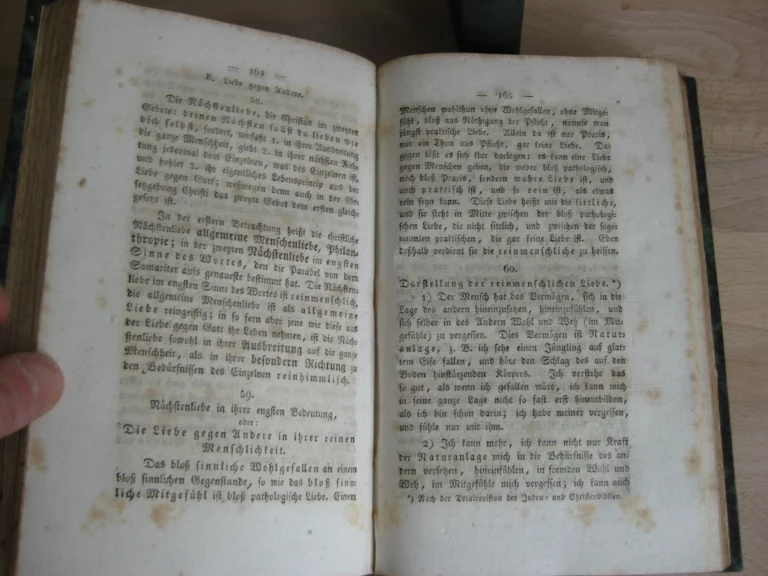 — 164 —
B. Liebe gegen Andere.
58.
Die Nächstenliebe, die Christus im zweyten
Gebote: deinen Nächsten sollst du lieben wie
dich selbst, fodert, umfaßt 1. in ihrer Ausbreitung
die ganze Menschheit, giebt 2. in ihrer nächsten Rich-
tung jedesmal dem Einzelnen, was des Einzelnen ist,
und hohlet 3. ihr eigentliches Lebensprincip aus der
Liebe gegen Gott; weßwegen denn auch in der Ge-
setzgebung Christi das zweyte Gebot dem ersten gleich-
gesetzt ist.
In der erstern Betrachtung heißt die christliche
Nächstenliebe allgemeine Menschenliebe, Philan-
thropie; in der zweyten Nächstenliebe im engsten
Sinne des Wortes, den die Parabel von dem
Samariter aufs genaueste bestimmt hat. Die Nächsten-
liebe im engsten Sinne des Wortes ist reinmenschlich,
die allgemeine Menschenliebe ist als allgemeine
Liebe reingeistig; in so fern aber jene wie diese aus
der Liebe gegen Gott ihr Leben nehmen, ist die Näch-
stenliebe sowohl in ihrer Ausbreitung auf die ganze
Menschheit, als in ihrer besondern Richtung zu
den Bedürfnissen des Einzelnen reinhimmlisch.
59.
Nächstenliebe in ihrer engsten Bedeutung,
oder:
Die Liebe gegen Andere in ihrer reinen
Menschlichkeit.
Das bloß sinnliche Wohlgefallen an einem
bloß sinnlichen Gegenstande, so wie das bloß sinn-
liche Mitgefühl ist bloß pathologische Liebe. Einem
— 165 —
Menschen wohlthun ohne Wohlgefallen, ohne Mitge-
fühl, bloß aus Nöthigung der Pflicht, nannte man
jüngst praktische Liebe. Allein da ist nur Praxis,
nur ein Thun aus Pflicht, gar keine Liebe. Da-
gegen läßt es sich klar darlegen: es kann eine Liebe
gegen Menschen geben, die weder bloß pathologisch,
noch bloß Praxis, sondern wahre Liebe ist, und
auch praktisch ist, und so rein ist, als etwas
rein seyn kann. Diese Liebe heißt mir die sittliche,
und sie steht in Mitte zwischen der bloß pathologi-
schen Liebe, die nicht sittlich, und zwischen der soge-
nannten praktischen, die gar keine Liebe ist. Eben
deßhalb verdient sie die reinmenschliche zu heißen.
60.
Darstellung der reinmenschlichen Liebe. *)
1) Der Mensch hat das Vermögen, sich in die
Lage des andern hineinzusetzen, hineinzufühlen, und
sich selber in des Andern Wohl und Weh (im Mit-
gefühle) zu vergessen. Dies Vermögen ist Natur-
anlage, z. B. ich sehe einen Jüngling auf glat-
tem Eise fallen, und höre den Schlag des auf den
Boden hinstürzenden Körpers. Ich verstehe das
so gut, als wenn ich gefallen wäre, ich kann mich
in seine ganze Lage nicht so fast erst hineinbilden,
als ich bin schon darin; ich habe meiner vergessen,
und fühle nur mit ihm.
2) Ich kann mehr, ich kann nicht nur Kraft
der Naturanlage mich in die Bedürfnisse des an-
dern versetzen, hineinfühlen, in fremden Wohl und
Weh, im Mitgefühle mich vergessen; ich kann auch
*) Nach der Totalrevision der Juden- und Christenbibeln.